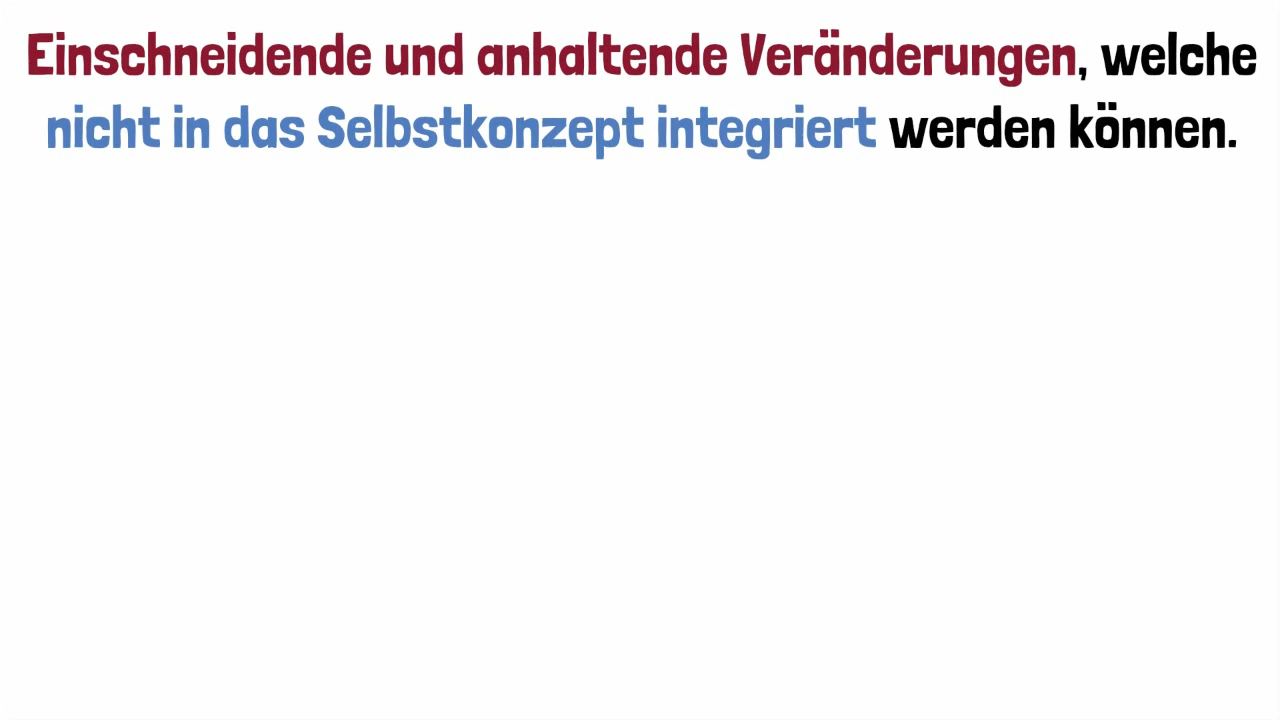 Einschneidende und anhaltende Veränderungen, welche
nicht in das Selbstkonzept integriert werden können.